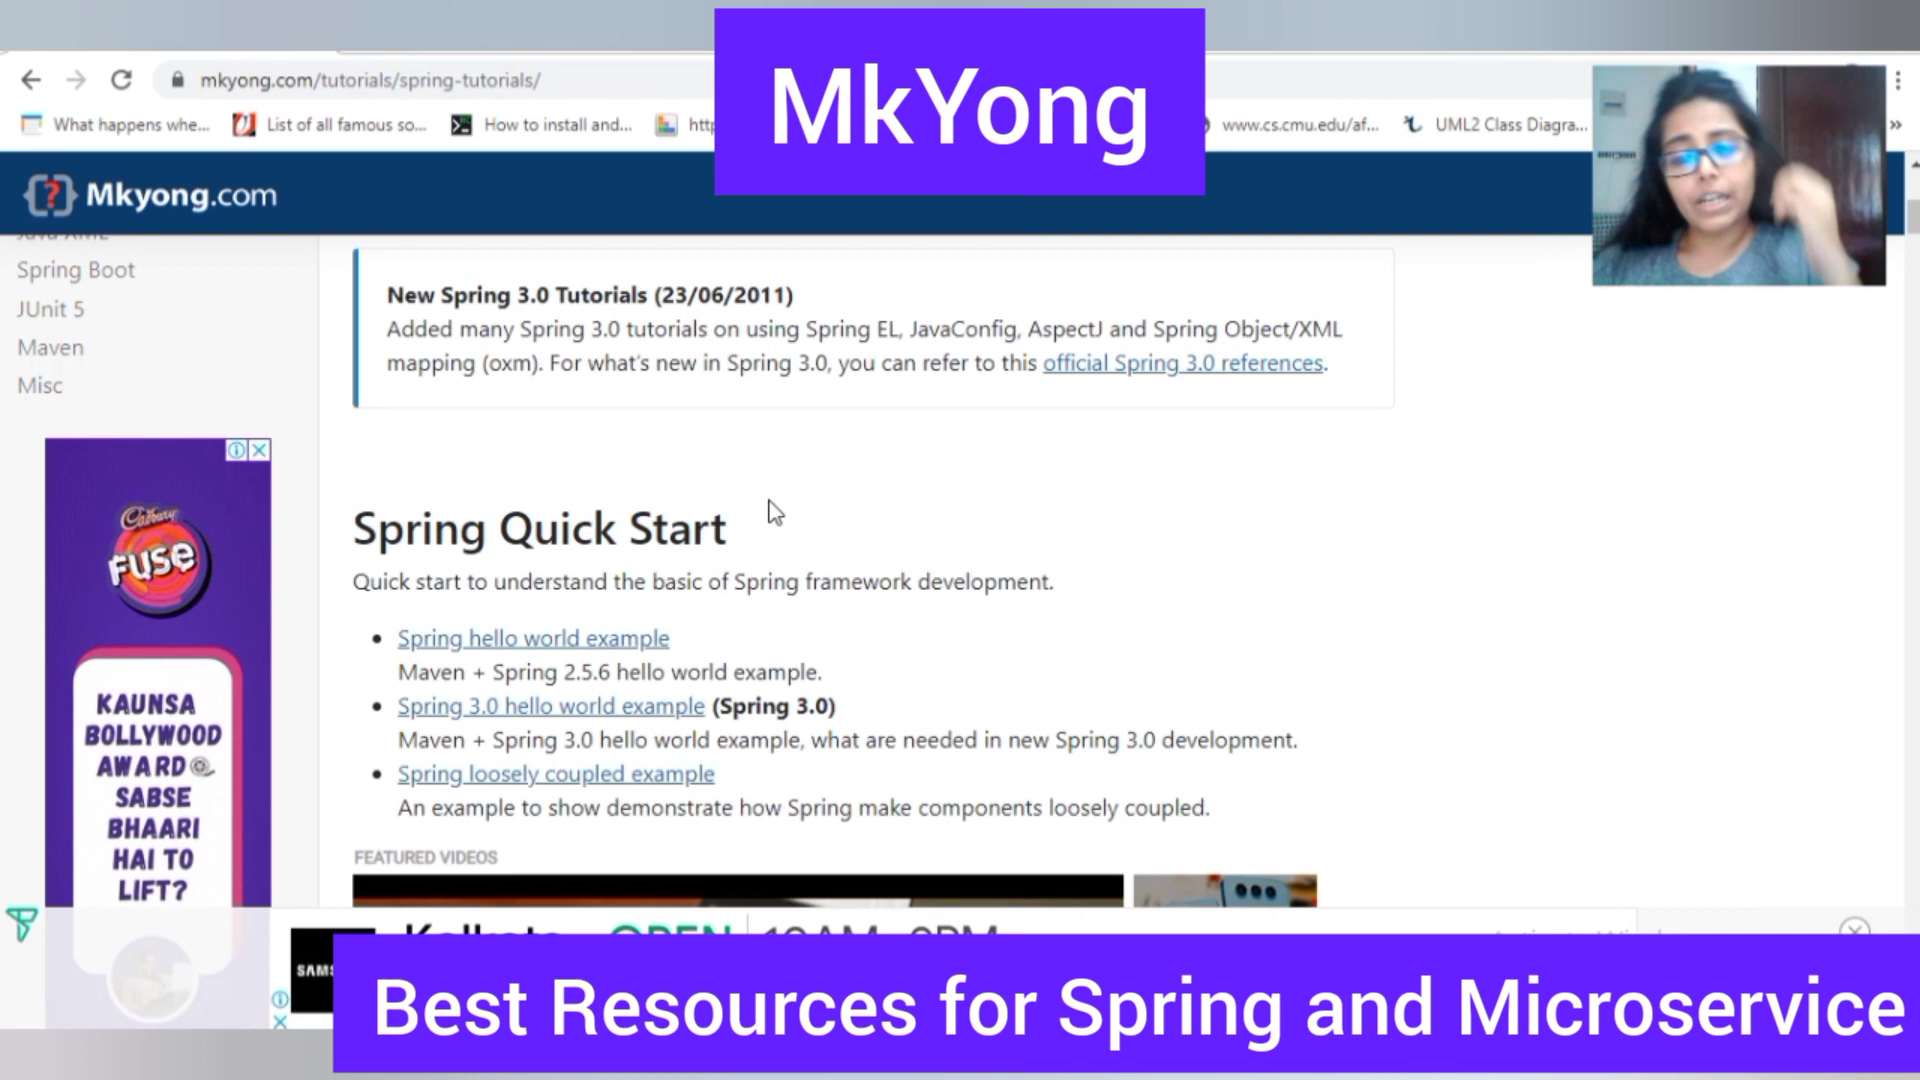 MkYong
mkyong.com/tutorials/spring-tutorials/
What happens whe...
List of all famous so...
How to install and...
www.cs.cmu.edu/af...
UML2 Class Diagra...
Mkyong.com
Spring Boot
JUnit 5
Maven
Misc
New Spring 3.0 Tutorials (23/06/2011)
Added many Spring 3.0 tutorials on using Spring EL, JavaConfig, AspectJ and Spring Object/XML
mapping (oxm). For what's new in Spring 3.0, you can refer to this official Spring 3.0 references.
Spring Quick Start
Quick start to understand the basic of Spring framework development.
Spring hello world example
Maven + Spring 2.5.6 hello world example.
Spring 3.0 hello world example (Spring 3.0)
Maven + Spring 3.0 hello world example, what are needed in new Spring 3.0 development.
Spring loosely coupled example
An example to show demonstrate how Spring make components loosely coupled.
FEATURED VIDEOS
Cadbury
FUSE
KAUNSA
BOLLYWOOD
AWARD
SABSE
BHAARI
HAI TO
LIFT?
Best Resources for Spring and Microservice